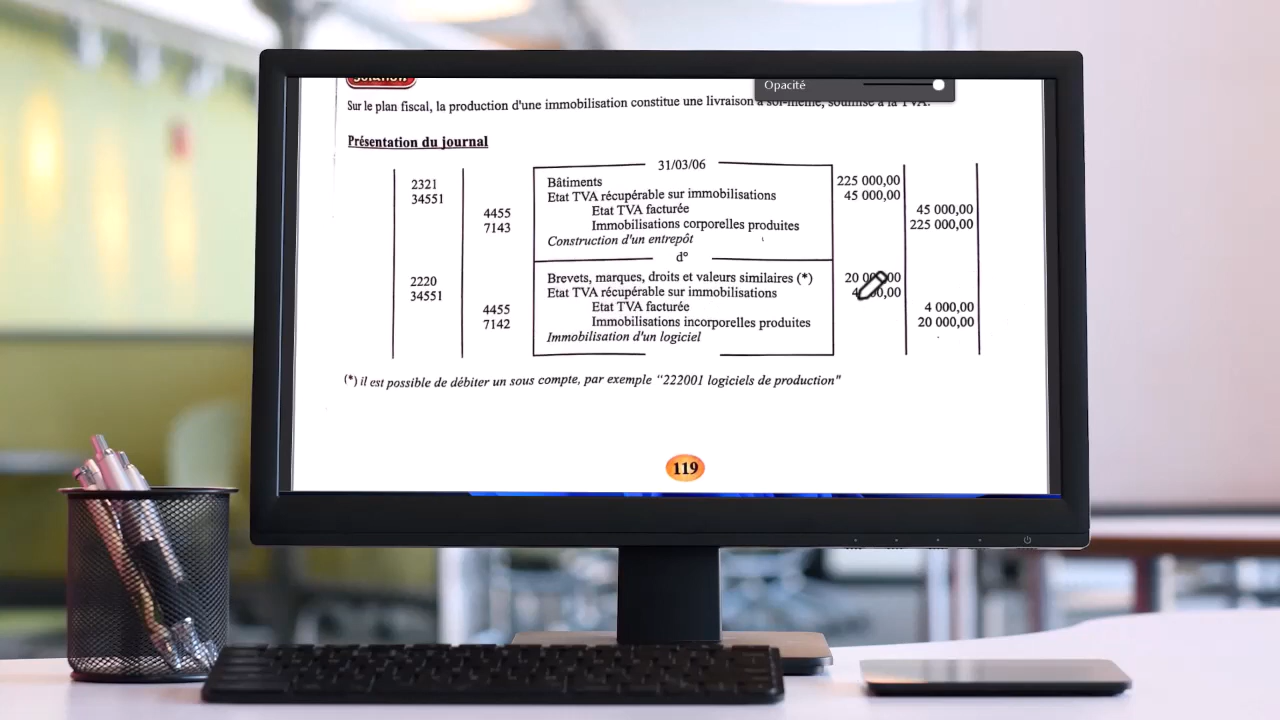 Solution
Opacité
Sur le plan fiscal, la production d'une immobilisation constitue une livraison à soi-même, soumise à la TVA.
Présentation du journal
31/03/06
2321 Bâtiments 225 000,00
34551 Etat TVA récupérable sur immobilisations 45 000,00
4455 Etat TVA facturée 45 000,00
7143 Immobilisations corporelles produites 225 000,00
Construction d'un entrepôt
d°
2220 Brevets, marques, droits et valeurs similaires (*)
34551 Etat TVA récupérable sur immobilisations
4455 Etat TVA facturée 4 000,00
7142 Immobilisations incorporelles produites 20 000,00
Immobilisation d'un logiciel
(*) il est possible de débiter un sous compte, par exemple "222001 logiciels de production"
119